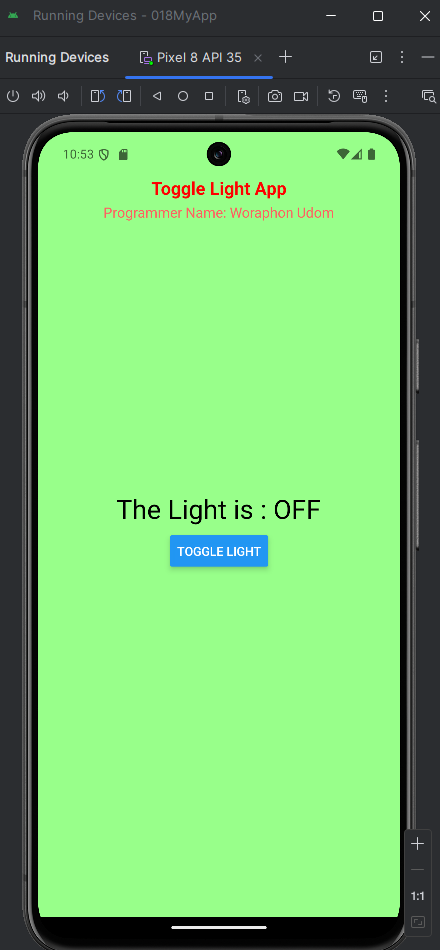 Running Devices - 018MyApp
Running Devices
Pixel 8 API 35
10:53
Toggle Light App
Programmer Name: Woraphon Udom
The Light is : OFF
TOGGLE LIGHT
1:1